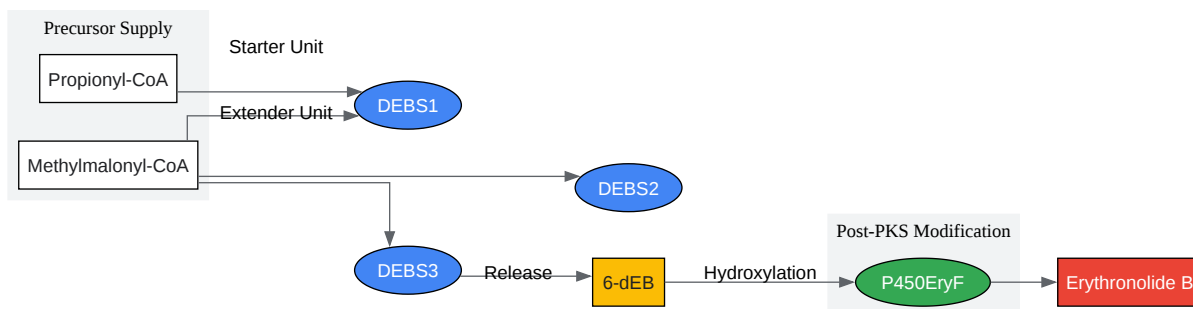 Precursor Supply
Starter Unit
Propionyl-CoA
DEBS1
Extender Unit
Methylmalonyl-CoA
DEBS2
Post-PKS Modification
DEBS3
Release
6-dEB
Hydroxylation
P450EryF
Erythronolide B